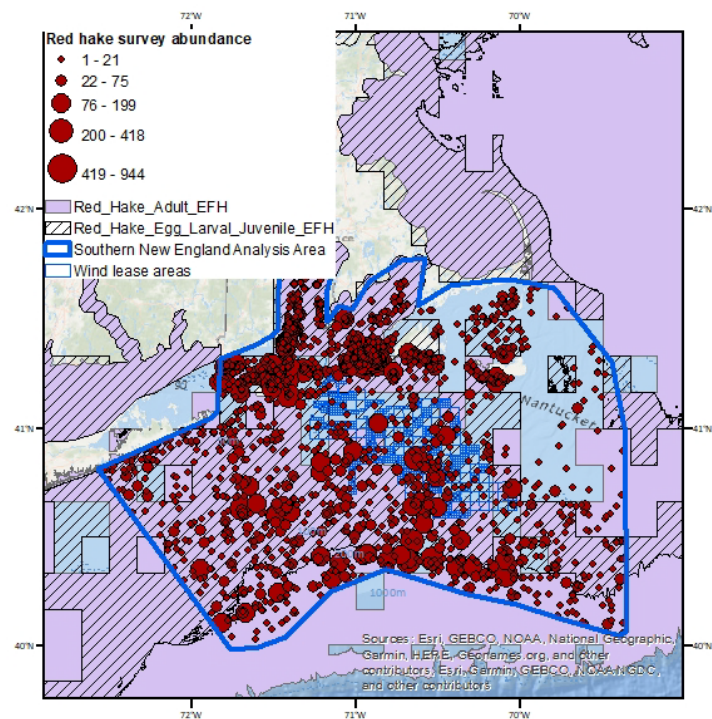 72°W 71°W 70°W
Red hake survey abundance
1 - 21
22 - 75
76 - 199
200 - 418
419 - 944
Red_Hake_Adult_EFH
Red_Hake_Egg_Larval_Juvenile_EFH
Southern New England Analysis Area
Wind lease areas
42°N 42°N
41°N 41°N
Nantucket
1000m
40°N 40°N
Sources: Esri, GEBCO, NOAA, National Geographic,
Garmin, HERE, Geonames.org, and other
contributors; Esri, Garmin, GEBCO, NOAA NGDC,
and other contributors
72°W 71°W 70°W